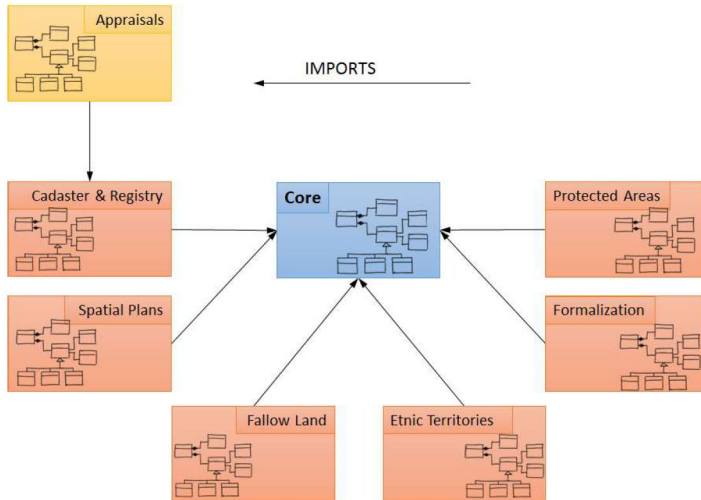 Appraisals
IMPORTS
Cadaster & Registry
Core
Protected Areas
Spatial Plans
Formalization
Fallow Land
Etnic Territories